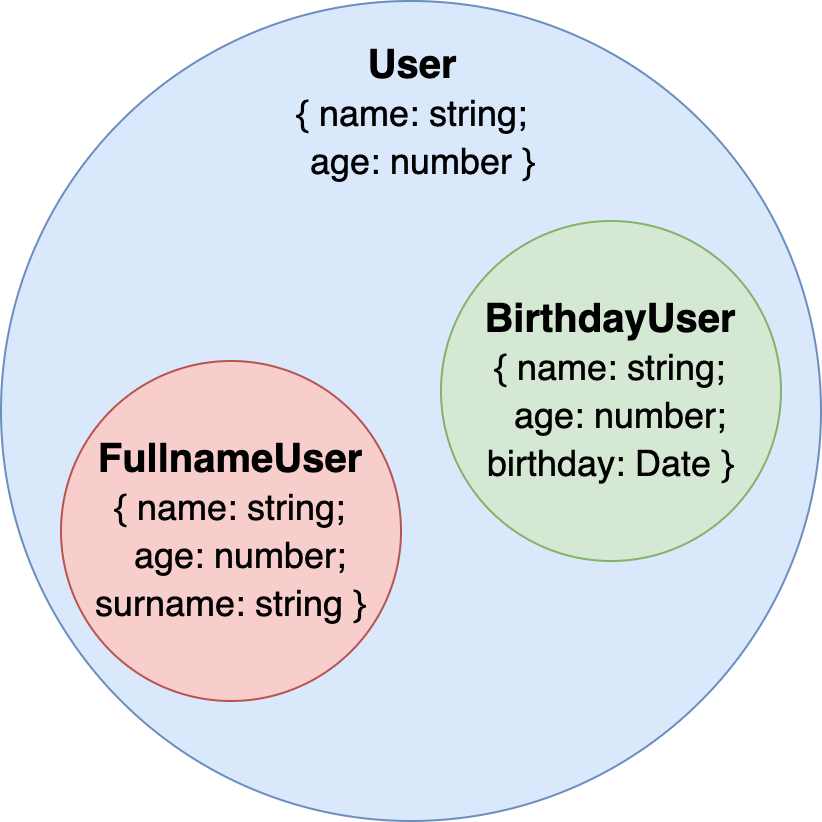 User
{ name: string;
age: number }
BirthdayUser
{ name: string;
age: number;
birthday: Date }
FullnameUser
{ name: string;
age: number;
surname: string }